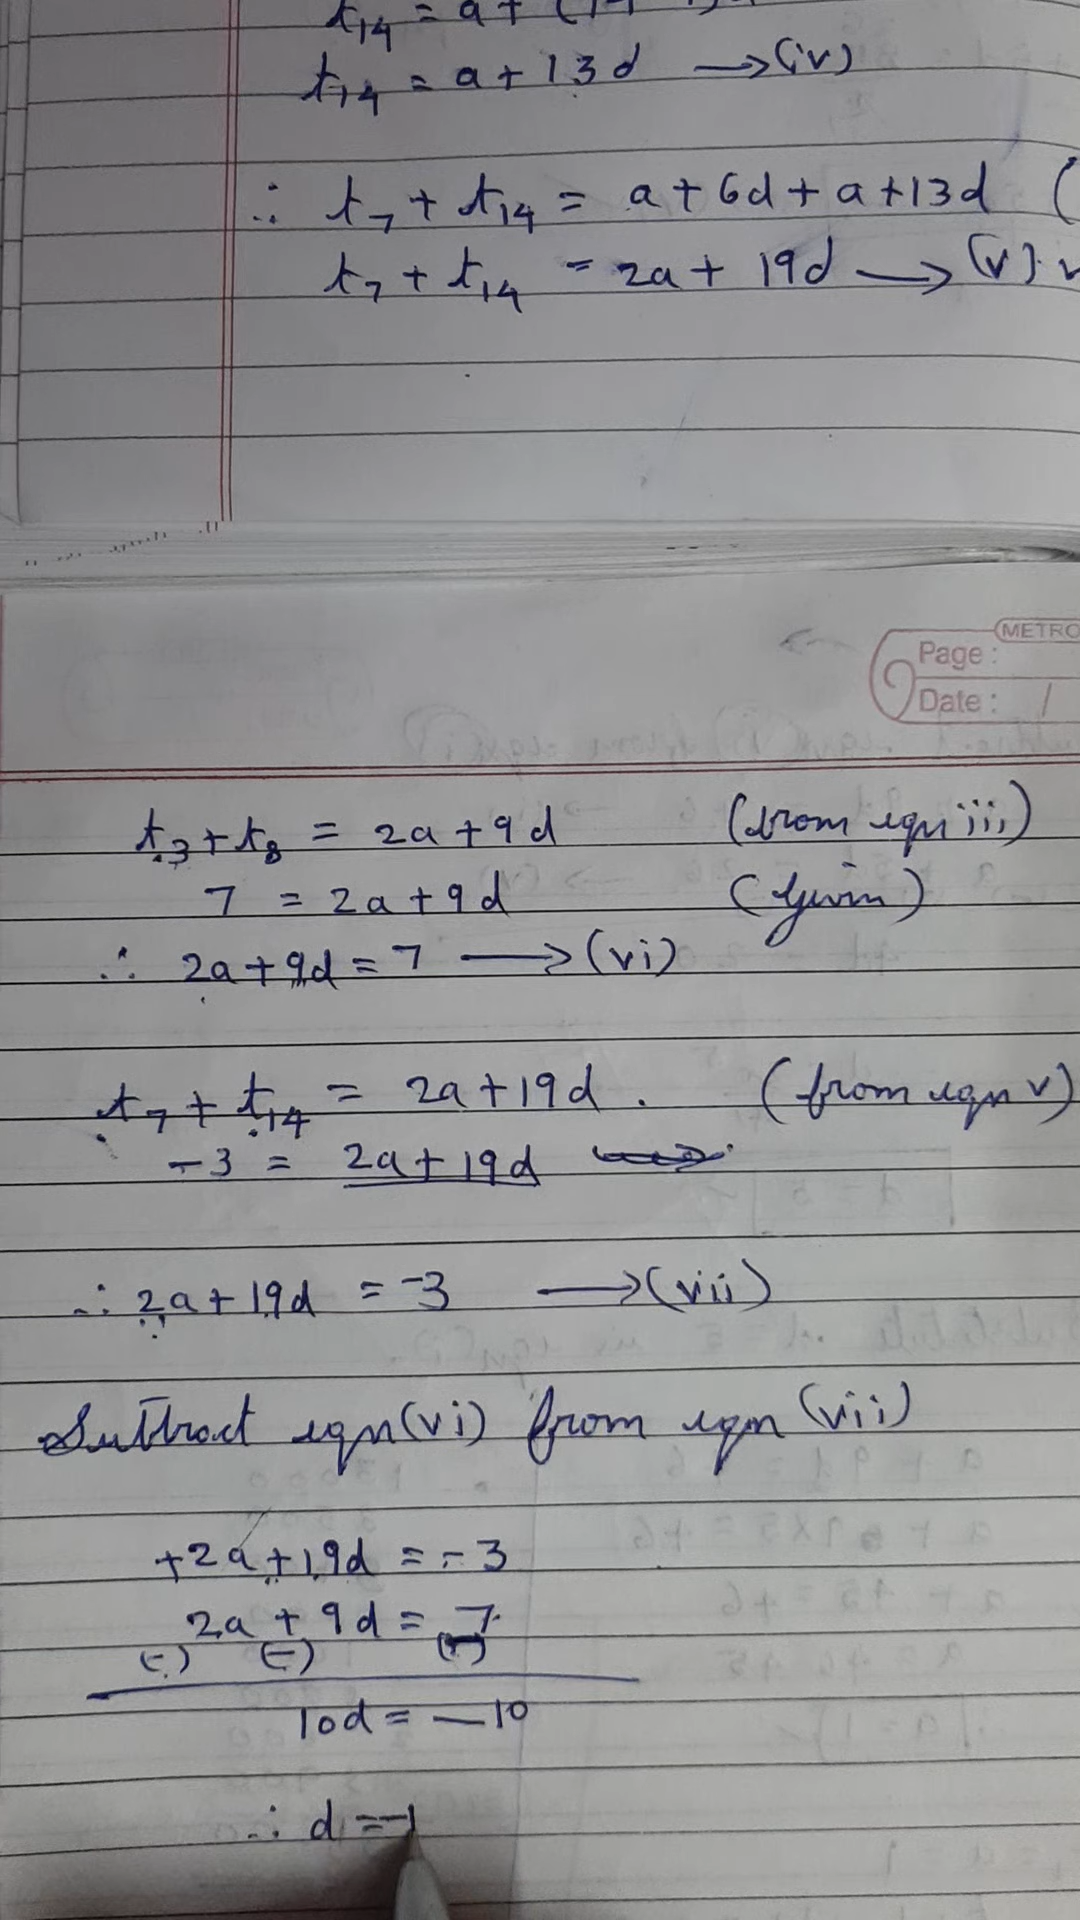 t14 = a + (14
t14 = a + 13d → (iv)
∴ t7 + t14 = a + 6d + a + 13d (
t7 + t14 = 2a + 19d → (v)
METRO
Page :
Date : /
t3 + t8 = 2a + 9d (from eqn iii)
7 = 2a + 9d (Given)
∴ 2a + 9d = 7 → (vi)
t7 + t14 = 2a + 19d. (from eqn v)
-3 = 2a + 19d
∴ 2a + 19d = -3 → (vii)
Subtract eqn (vi) from eqn (vii)
+2a + 19d = -3
2a + 9d = 7
(-) (-) (-)
10d = -10
∴ d = -1